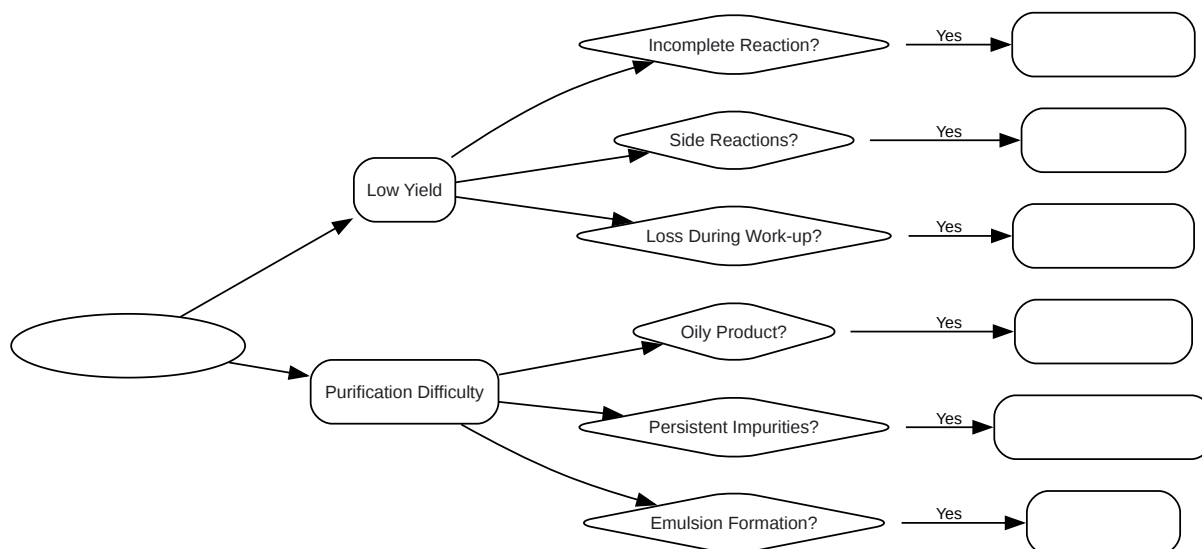 Incomplete Reaction?
Yes
Side Reactions?
Yes
Low Yield
Loss During Work-up?
Yes
Oily Product?
Yes
Purification Difficulty
Persistent Impurities?
Yes
Emulsion Formation?
Yes